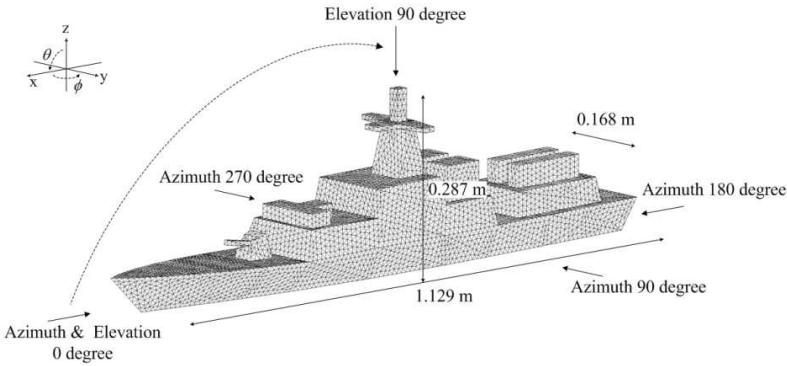 Elevation 90 degree
z
θ
x
ϕ
y
0.168 m
Azimuth 270 degree
0.287 m
Azimuth 180 degree
1.129 m
Azimuth 90 degree
Azimuth & Elevation
0 degree